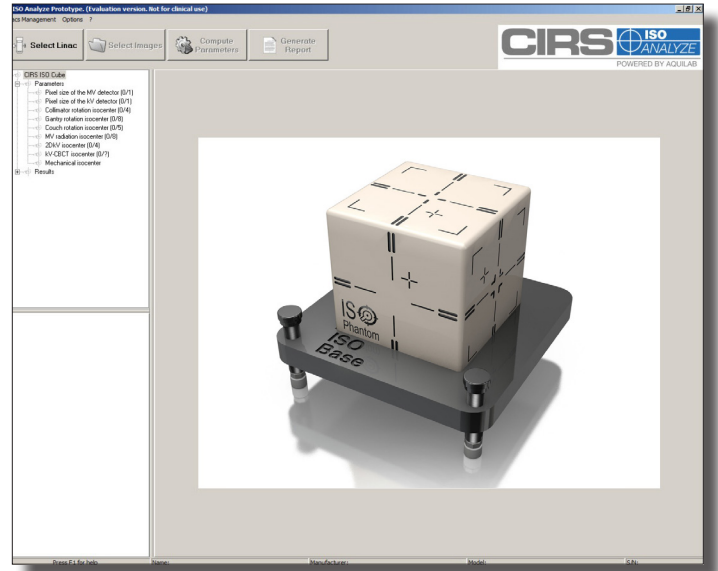 ISO Analyze Prototype. (Evaluation version. Not for clinical use)
Management Options ?
Select Linac
Select Images
Compute Parameters
Generate Report
CIRS ISO ANALYZE
POWERED BY AQUILAB
CIRS ISO Cube
Parameters
Pixel size of the MV detector (0/1)
Pixel size of the kV detector (0/1)
Collimator rotation isocenter (0/4)
Gantry rotation isocenter (0/8)
Couch rotation isocenter (0/5)
MV radiation isocenter (0/8)
2DkV isocenter (0/4)
kV-CBCT isocenter (0/?)
Mechanical isocenter
Results
ISO
Phantom
ISO
Base
Press F1 for help
Name:
Manufacturer:
Model:
S/N: